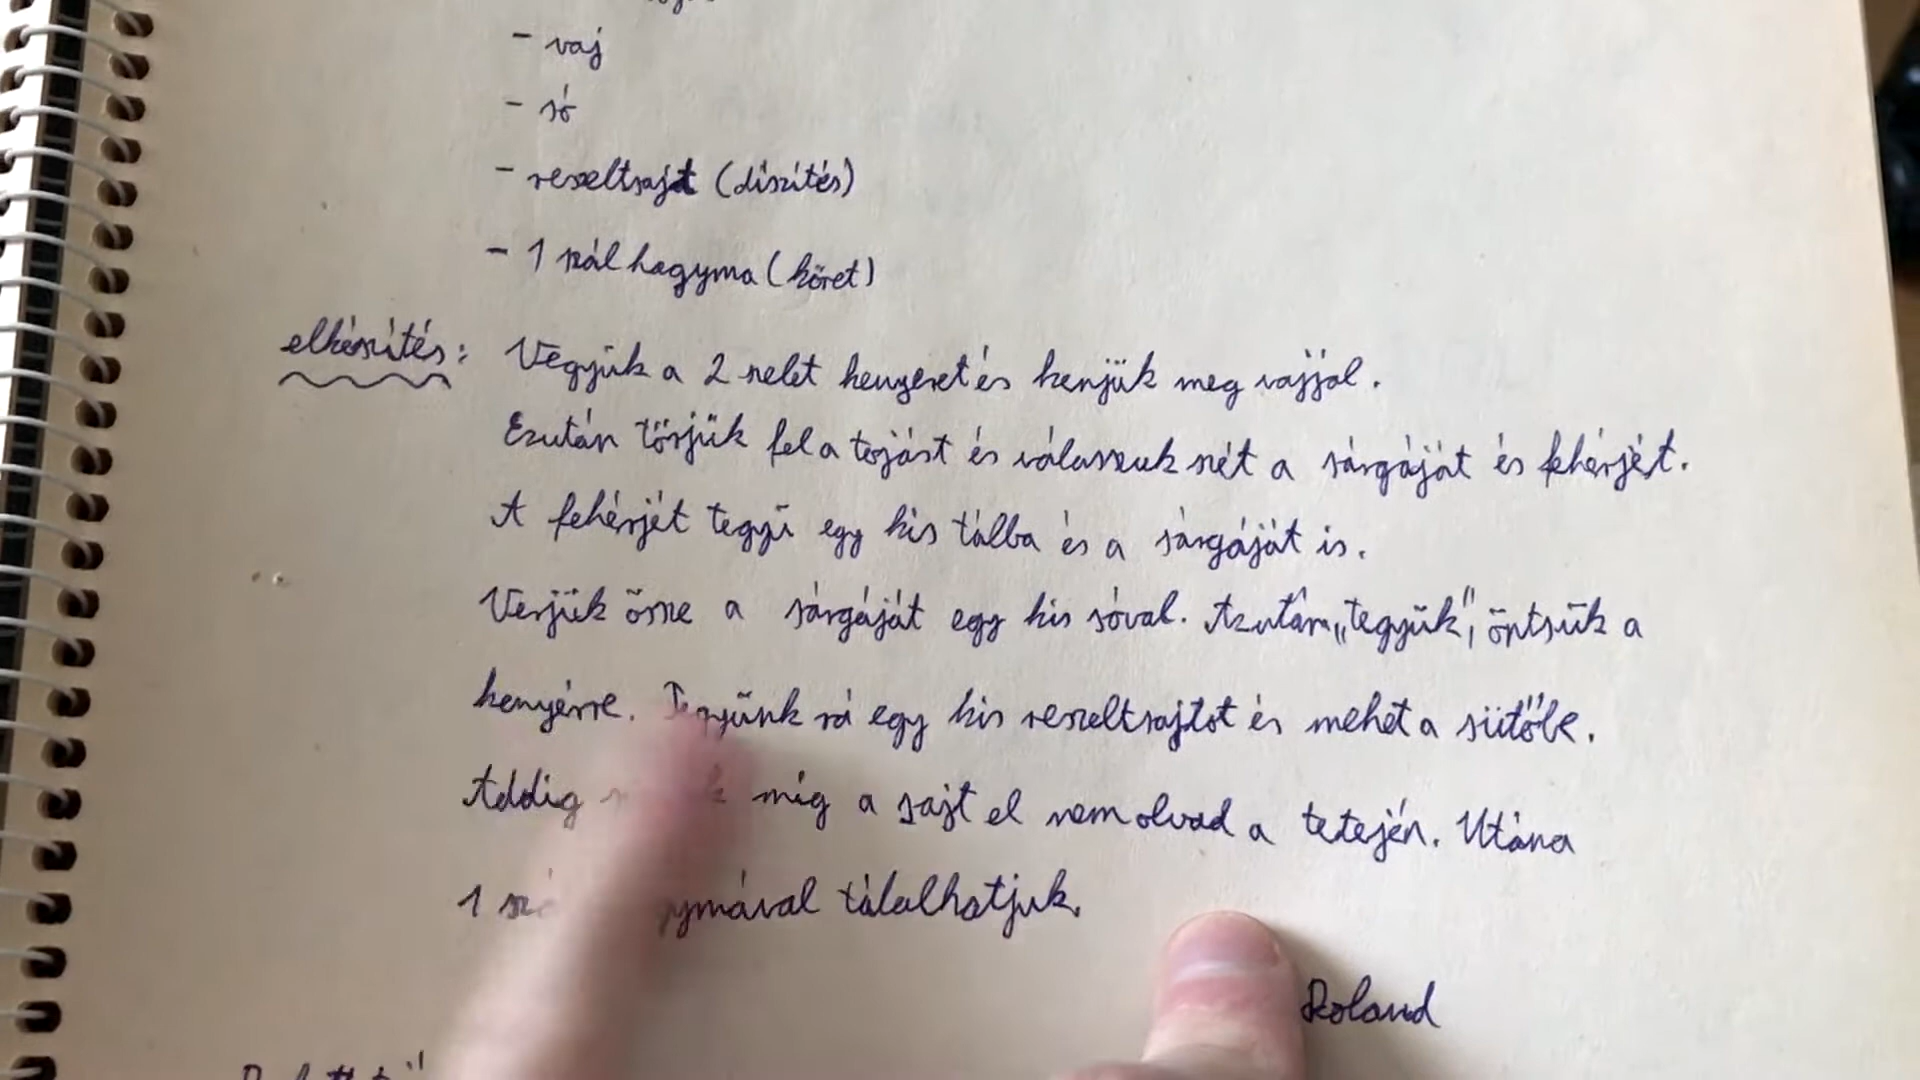 - vaj
- só
- reszeltsajt (díszítés)
- 1 szál hagyma (köret)
elkészítés: Vegyük a 2 szelet kenyeret és kenjük meg vajjal.
Ezután törjük fel a tojást és válasszuk szét a sárgáját és fehérjét.
A fehérjét tegyü egy kis tálba és a sárgáját is.
Verjük össze a sárgáját egy kis sóval. Azután „tegyük", öntsük a
kenyérre. Tegyünk rá egy kis reszeltsajtot és mehet a sütőbe.
Addig míg a sajt el nem olvad a tetején. Utána
1 tálalhatjuk.
Roland